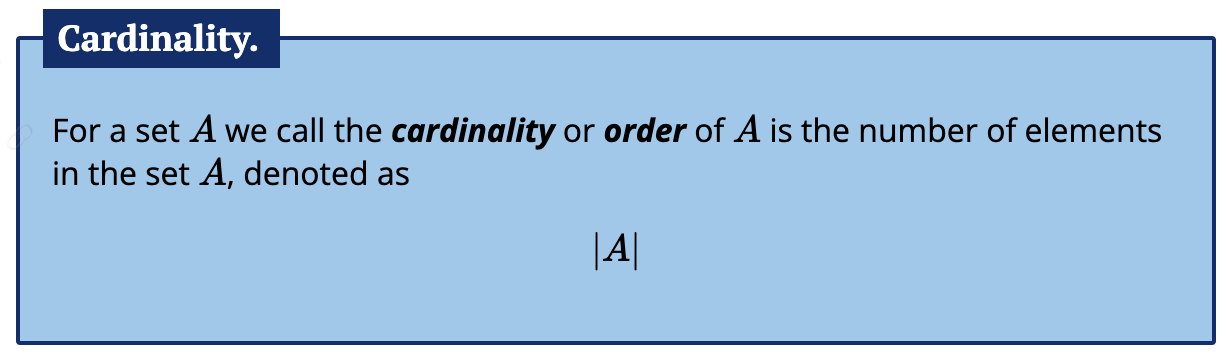 Cardinality.
For a set A we call the cardinality or order of A is the number of elements
in the set A, denoted as
|A|